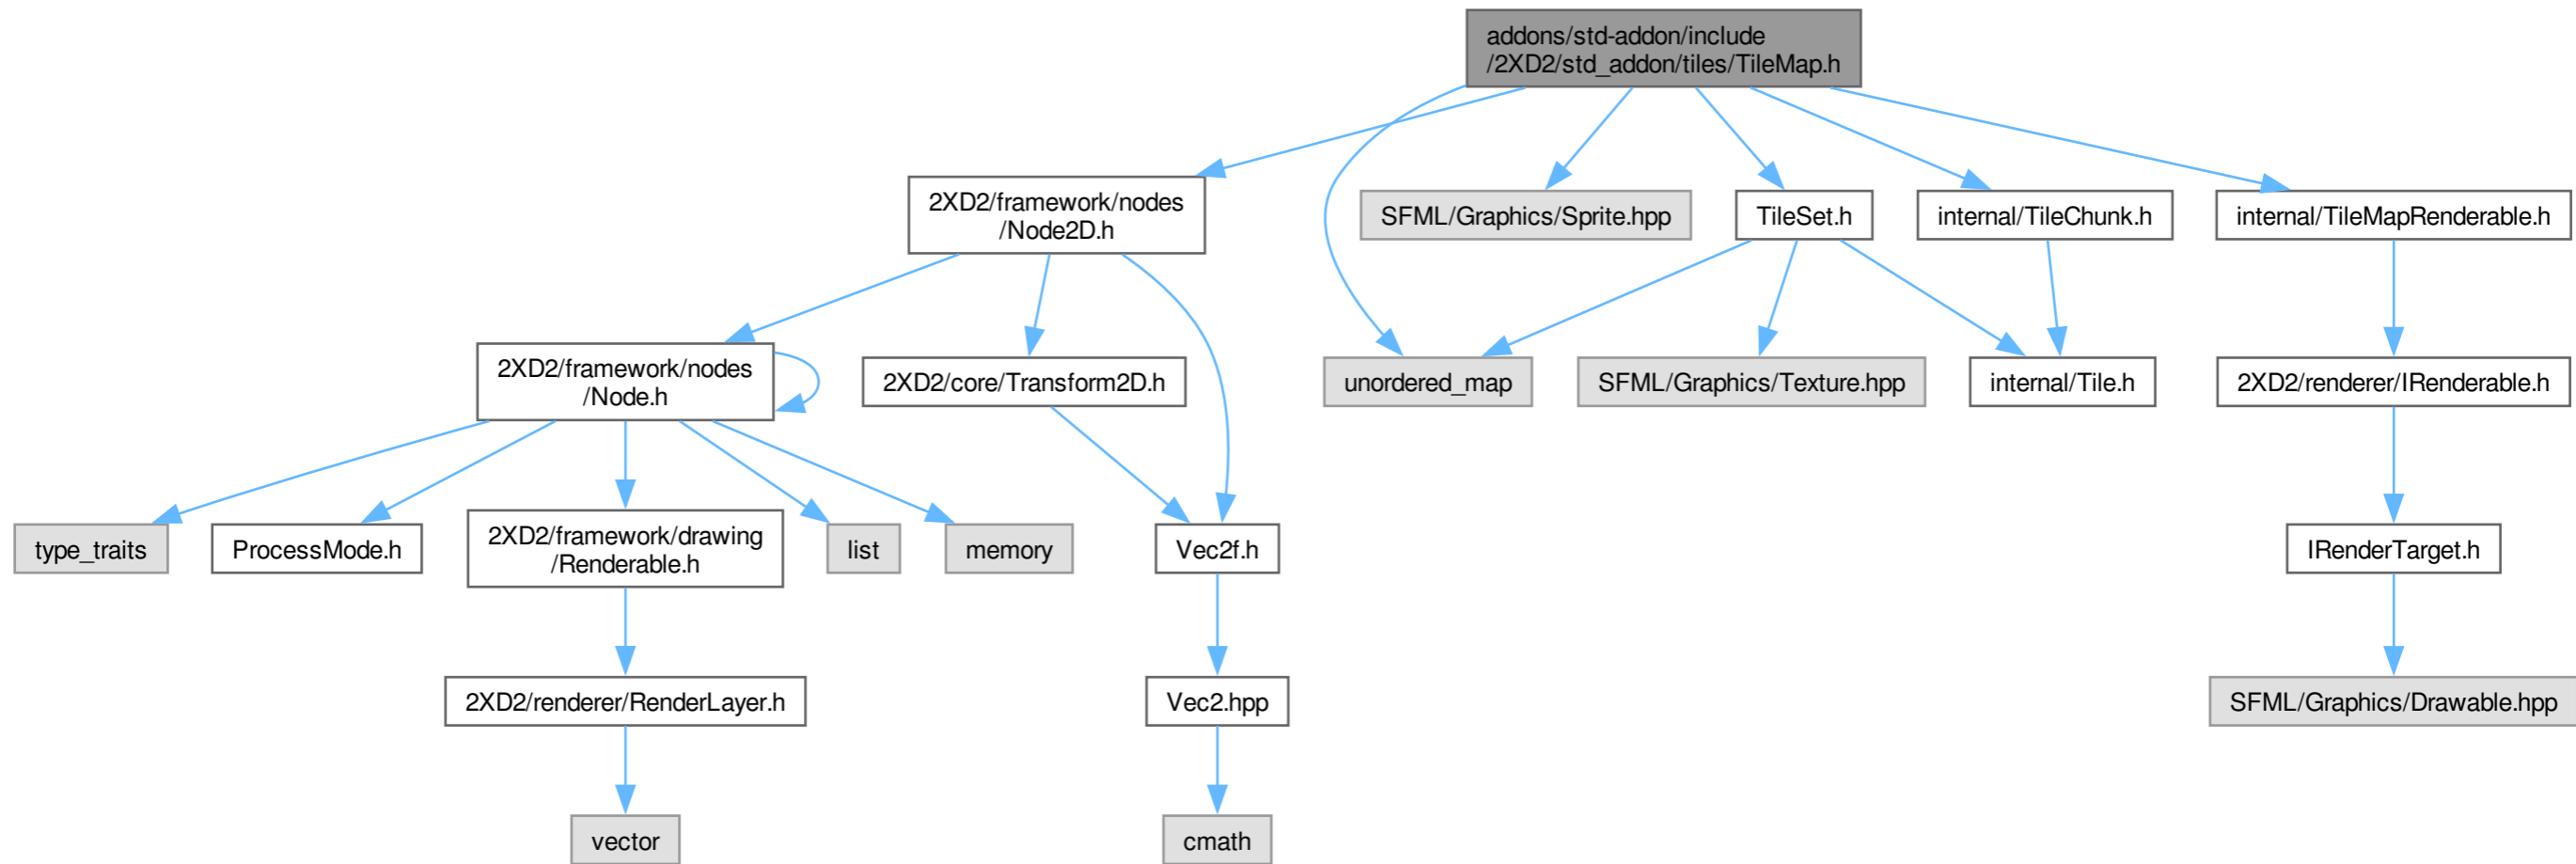 addons/std-addon/include
/2XD2/std_addon/tiles/TileMap.h
2XD2/framework/nodes
/Node2D.h
SFML/Graphics/Sprite.hpp
TileSet.h
internal/TileChunk.h
internal/TileMapRenderable.h
2XD2/framework/nodes
/Node.h
2XD2/core/Transform2D.h
unordered_map
SFML/Graphics/Texture.hpp
internal/Tile.h
2XD2/renderer/IRenderable.h
type_traits
ProcessMode.h
2XD2/framework/drawing
/Renderable.h
list
memory
Vec2f.h
IRenderTarget.h
2XD2/renderer/RenderLayer.h
Vec2.hpp
SFML/Graphics/Drawable.hpp
vector
cmath